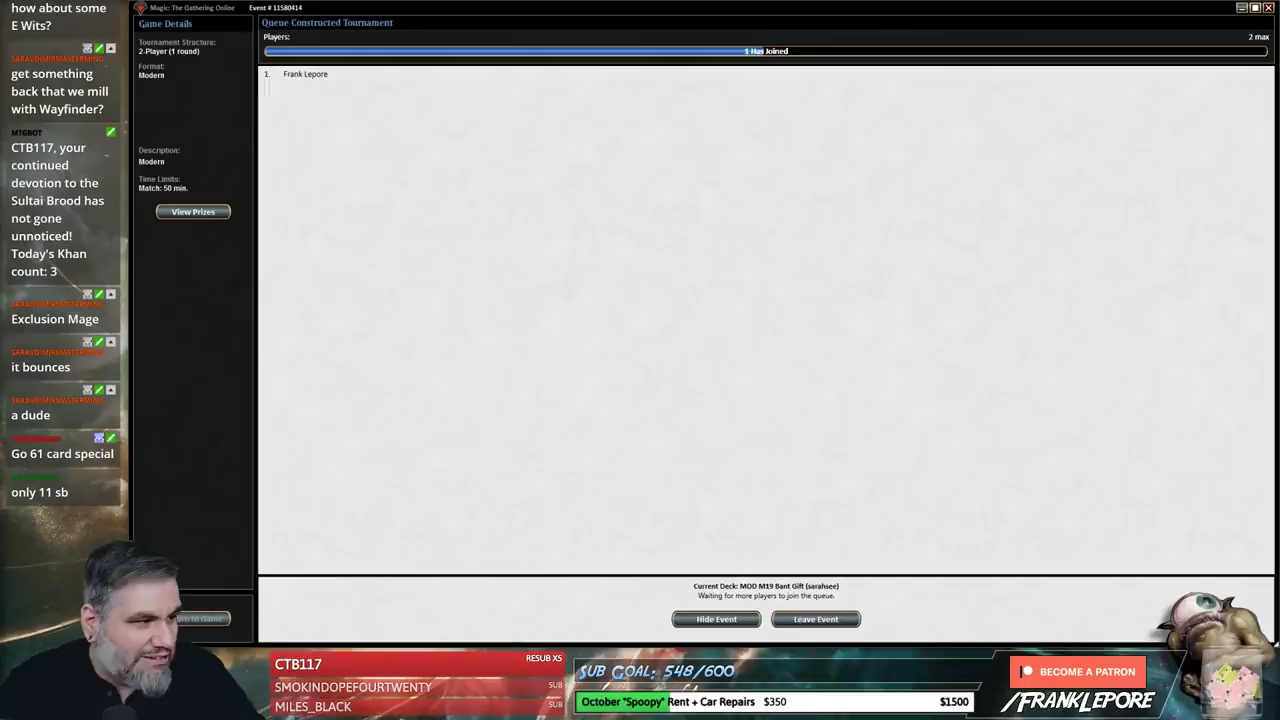 how about some
E Wits?
SARAVDIMIRMASTERMIND
get something
back that we mill
with Wayfinder?
MTGBOT
CTB117, your
continued
devotion to the
Sultai Brood has
not gone
unnoticed!
Today's Khan
count: 3
SARAVDIMIRMASTERMIND
Exclusion Mage
SARAVDIMIRMASTERMIND
it bounces
SARAVDIMIRMASTERMIND
a dude
Go 61 card special
only 11 sb
Magic: The Gathering Online Event # 11580414
Game Details
Tournament Structure:
2-Player (1 round)
Format:
Modern
Description:
Modern
Time Limits:
Match: 50 min.
View Prizes
Queue Constructed Tournament
Players:
2 max
1 Has Joined
1. Frank Lepore
Current Deck: MOD M19 Bant Gift (sarahsee)
Waiting for more players to join the queue.
Hide Event
Leave Event
to Game
CTB117 RESUB X5
SMOKINDOPEFOURTWENTY SUB
MILES_BLACK SUB
SUB GOAL: 548/600
October "Spoopy" Rent + Car Repairs $350 $1500
BECOME A PATRON
/FRANKLEPORE